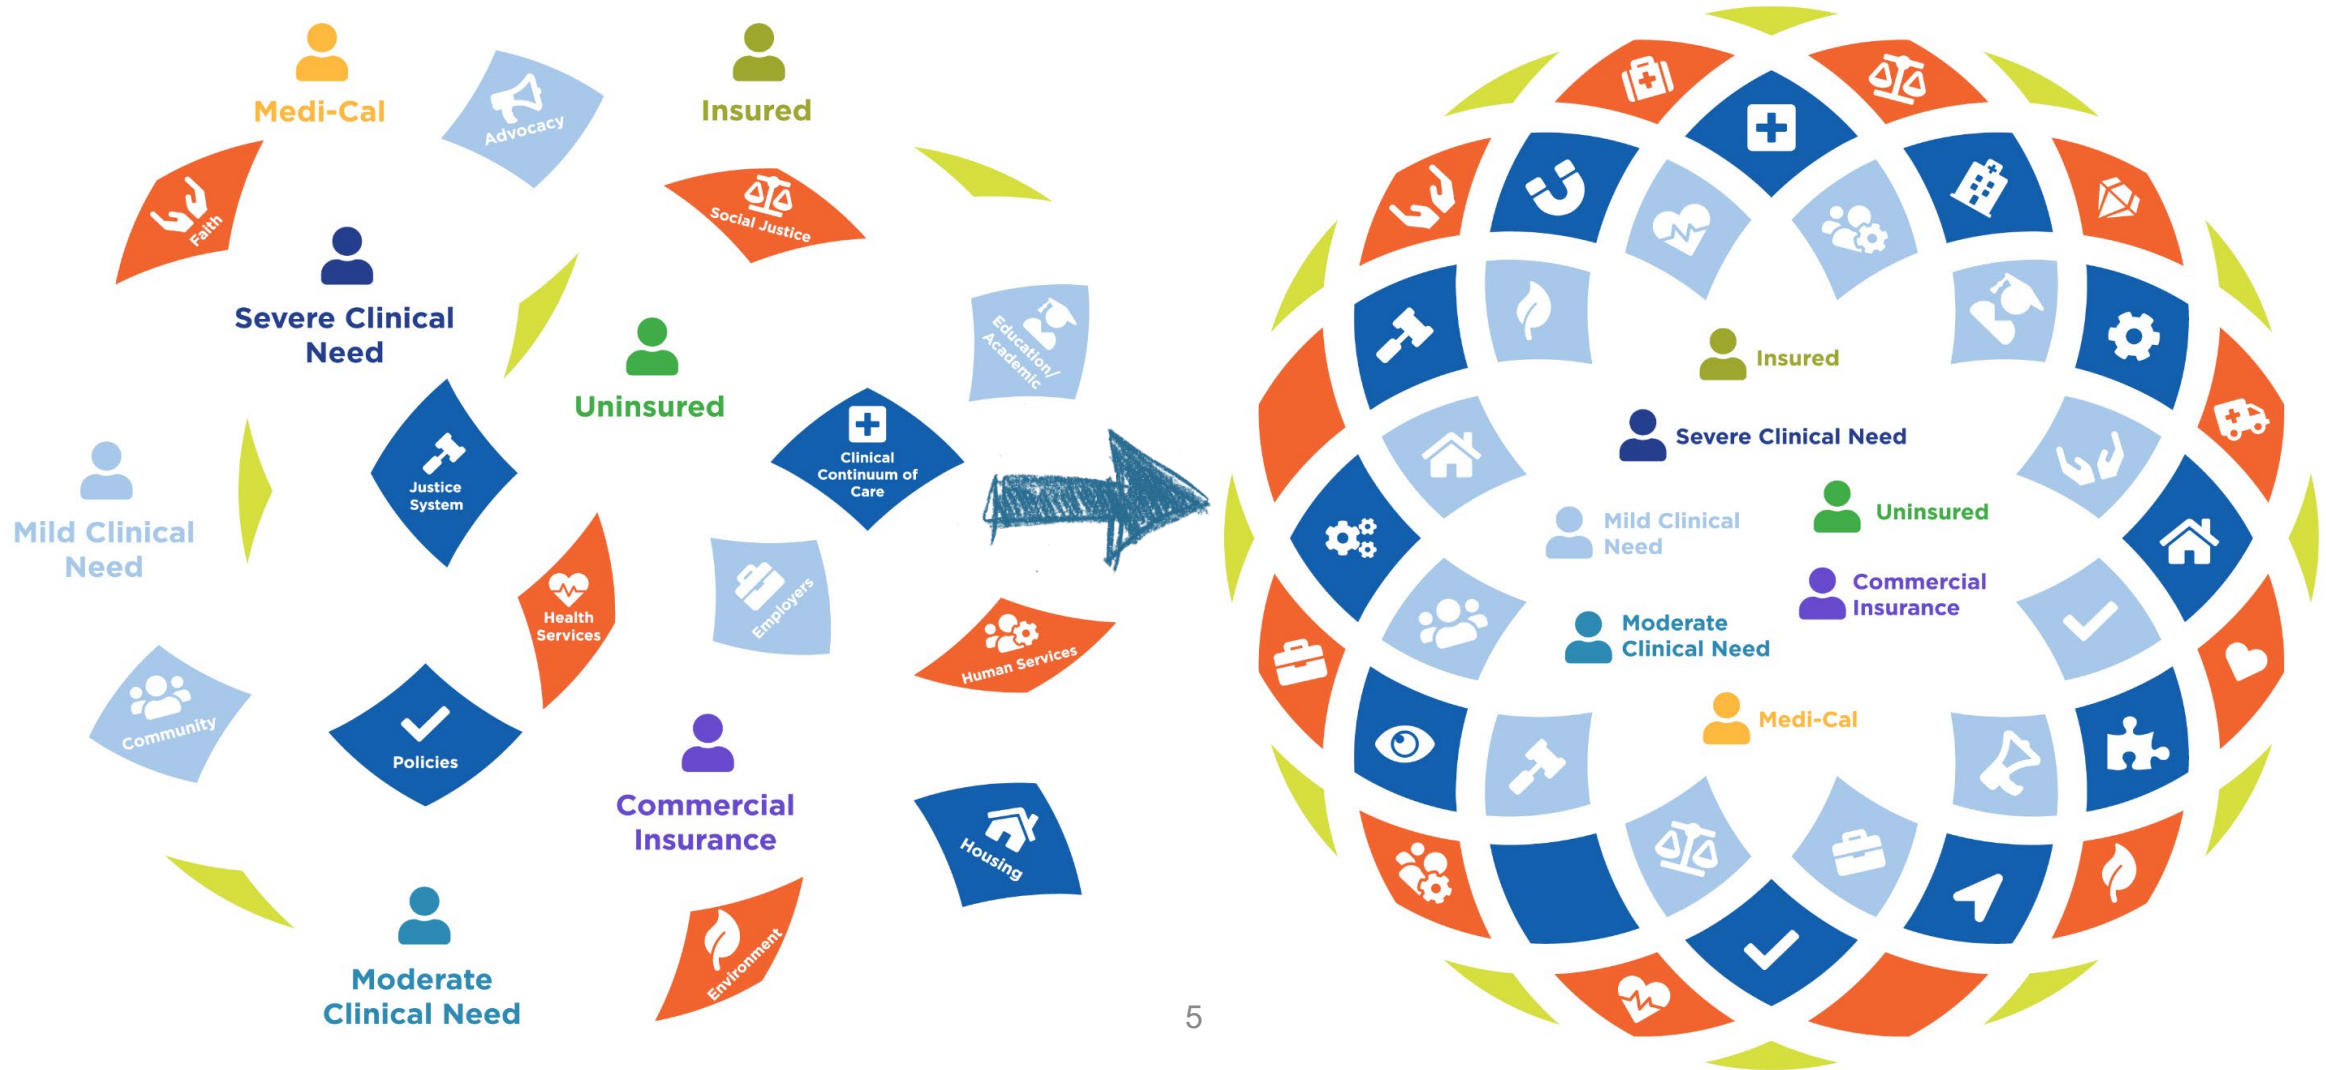 Medi-Cal
Advocacy
Insured
Faith
Social Justice
Severe Clinical
Need
Education/
Academic
Uninsured
Mild Clinical
Need
Justice
System
Clinical
Continuum of
Care
Health
Services
Employers
Human Services
Community
Policies
Commercial
Insurance
Housing
Environment
Moderate
Clinical Need
5
Insured
Severe Clinical Need
Uninsured
Mild Clinical
Need
Commercial
Insurance
Moderate
Clinical Need
Medi-Cal